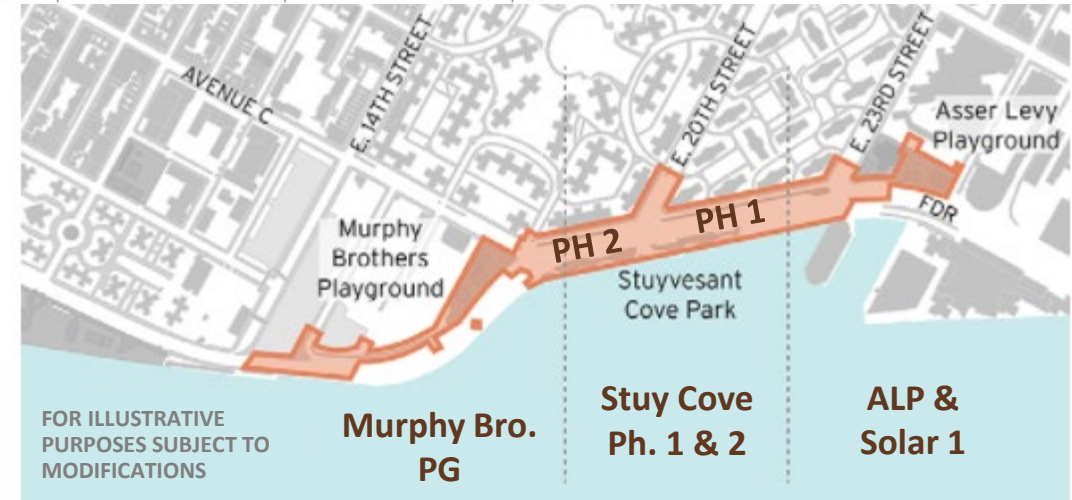 AVENUE C
E. 14TH STREET
E. 20TH STREET
E. 23RD STREET
Asser Levy
Playground
FDR
PH 1
PH 2
Murphy
Brothers
Playground
Stuyvesant
Cove Park
FOR ILLUSTRATIVE
PURPOSES SUBJECT TO
MODIFICATIONS
Murphy Bro.
PG
Stuy Cove
Ph. 1 & 2
ALP &
Solar 1